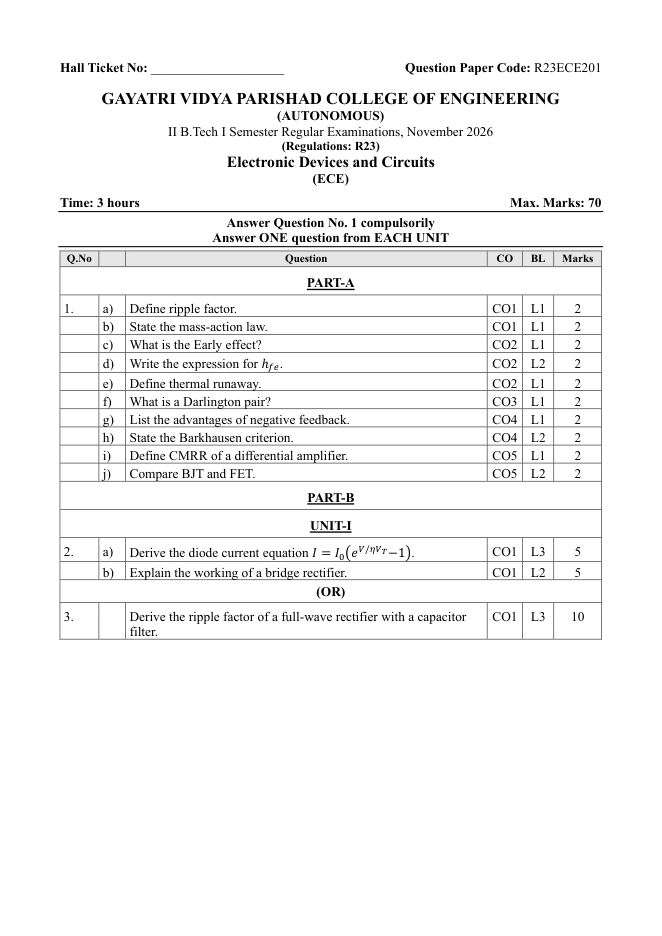 Hall Ticket No: ____________________ Question Paper Code: R23ECE201
GAYATRI VIDYA PARISHAD COLLEGE OF ENGINEERING
(AUTONOMOUS)
II B.Tech I Semester Regular Examinations, November 2026
(Regulations: R23)
Electronic Devices and Circuits
(ECE)
Time: 3 hours Max. Marks: 70
Answer Question No. 1 compulsorily
Answer ONE question from EACH UNIT
Q.No Question CO BL Marks
PART-A
1. a) Define ripple factor. CO1 L1 2
b) State the mass-action law. CO1 L1 2
c) What is the Early effect? CO2 L1 2
d) Write the expression for h_{fe}. CO2 L2 2
e) Define thermal runaway. CO2 L1 2
f) What is a Darlington pair? CO3 L1 2
g) List the advantages of negative feedback. CO4 L1 2
h) State the Barkhausen criterion. CO4 L2 2
i) Define CMRR of a differential amplifier. CO5 L1 2
j) Compare BJT and FET. CO5 L2 2
PART-B
UNIT-I
2. a) Derive the diode current equation I = I_0(e^{V/ηV_T}−1). CO1 L3 5
b) Explain the working of a bridge rectifier. CO1 L2 5
(OR)
3. Derive the ripple factor of a full-wave rectifier with a capacitor CO1 L3 10
filter.